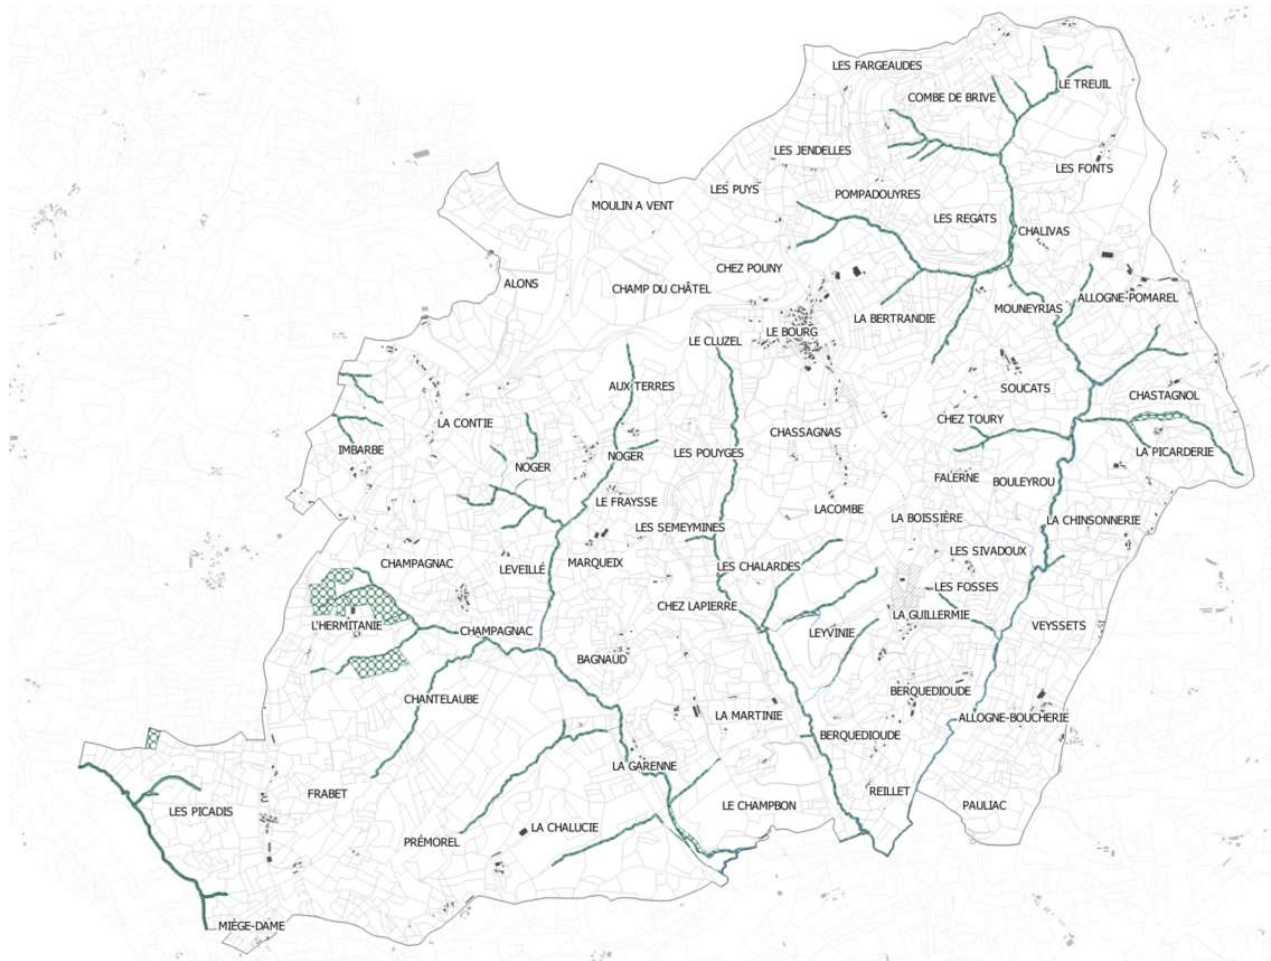 LES FARGEAUDES
LE TREUIL
COMBE DE BRIVE
LES JENDELLES
LES FONTS
LES PUYS
POMPADOUYRES
MOULIN A VENT
LES REGATS
CHALIVAS
CHEZ POUNY
ALONS
CHAMP DU CHÂTEL
ALLOGNE-POMAREL
MOUNEYRIAS
LA BERTRANDIE
LE BOURG
LE CLUZEL
AUX TERRES
SOUCATS
CHASTAGNOL
LA CONTIE
CHEZ TOURY
CHASSAGNAS
IMBARBE
NOGER
LES POUYGES
LA PICARDERIE
NOGER
FALERNE
BOULEYROU
LE FRAYSSE
LACOMBE
LA BOISSIÈRE
LA CHINSONNERIE
LES SEMEYMINES
LES SIVADOUX
CHAMPAGNAC
LEVEILLÉ
MARQUEIX
LES CHALARDES
LES FOSSES
CHEZ LAPIERRE
LA GUILLERMIE
L'HERMITANIE
CHAMPAGNAC
LEYVINIE
VEYSSETS
BAGNAUD
BERQUEDIOUDE
CHANTELAUBE
LA MARTINIE
ALLOGNE-BOUCHERIE
BERQUEDIOUDE
LA GARENNE
FRABET
REILLET
LE CHAMPBON
PAULIAC
LES PICADIS
LA CHALUCIE
PRÉMOREL
MIÈGE-DAME